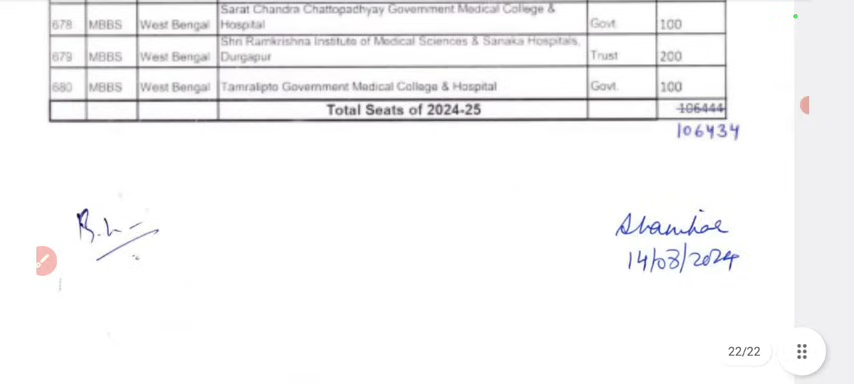 Sarat Chandra Chattopadhyay Government Medical College &
678 MBBS West Bengal Hospital Govt. 100
Shri Ramkrishna Institute of Medical Sciences & Sanaka Hospitals,
679 MBBS West Bengal Durgapur Trust 200
680 MBBS West Bengal Tamralipto Government Medical College & Hospital Govt. 100
Total Seats of 2024-25 106444
106434
14/08/2024
22/22